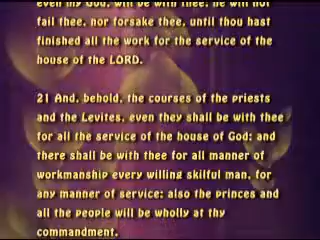 even my God, will be with thee; he will not
fail thee, nor forsake thee, until thou hast
finished all the work for the service of the
house of the LORD.
21 And, behold, the courses of the priests
and the Levites, even they shall be with thee
for all the service of the house of God: and
there shall be with thee for all manner of
workmanship every willing skilful man, for
any manner of service: also the princes and
all the people will be wholly at thy
commandment.